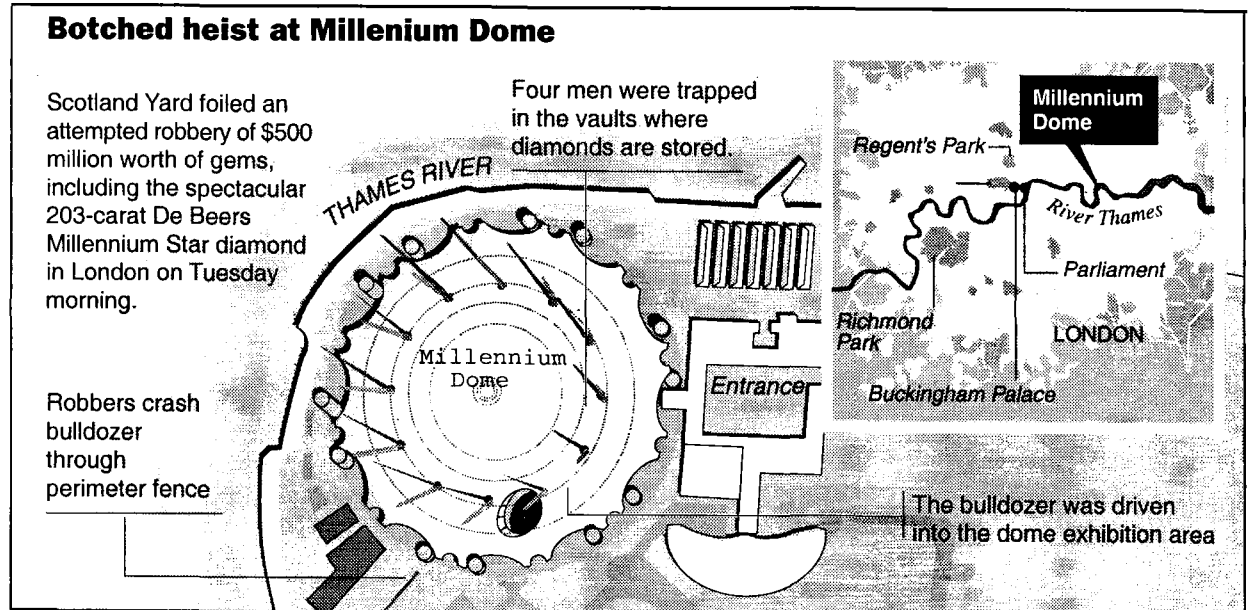 Botched heist at Millenium Dome
Scotland Yard foiled an
attempted robbery of $500
million worth of gems,
including the spectacular
203-carat De Beers
Millennium Star diamond
in London on Tuesday
morning.
Robbers crash
bulldozer
through
perimeter fence
THAMES RIVER
Four men were trapped
in the vaults where
diamonds are stored.
Millennium
Dome
Entrance
The bulldozer was driven
into the dome exhibition area
Millennium
Dome
Regent's Park
River Thames
Parliament
Richmond
Park
LONDON
Buckingham Palace